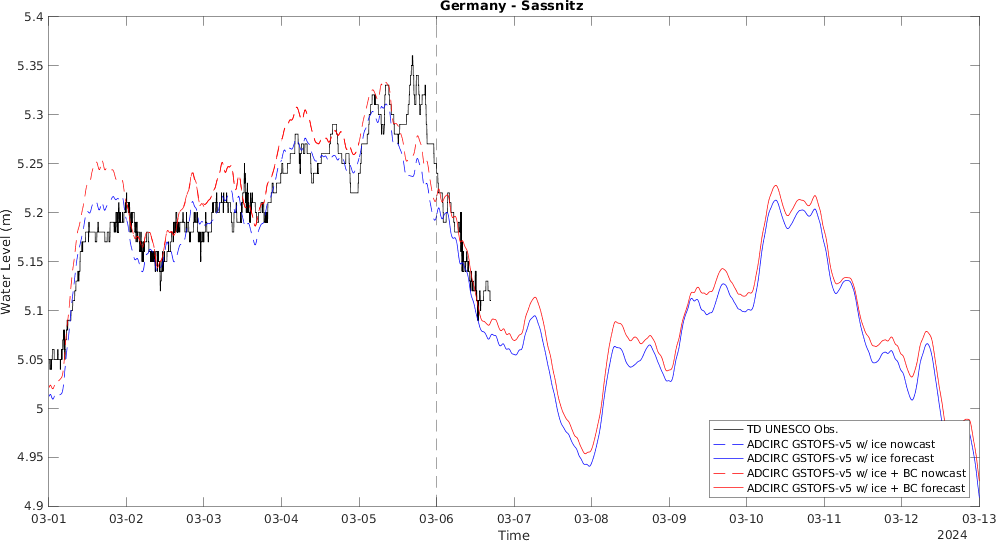 Germany - Sassnitz
5.4
5.35
5.3
5.25
5.2
5.15
5.1
5.05
5
4.95
4.9
Water Level (m)
TD UNESCO Obs.
ADCIRC GSTOFS-v5 w/ ice nowcast
ADCIRC GSTOFS-v5 w/ ice forecast
ADCIRC GSTOFS-v5 w/ ice + BC nowcast
ADCIRC GSTOFS-v5 w/ ice + BC forecast
03-01 03-02 03-03 03-04 03-05 03-06 03-07 03-08 03-09 03-10 03-11 03-12 03-13
Time
2024